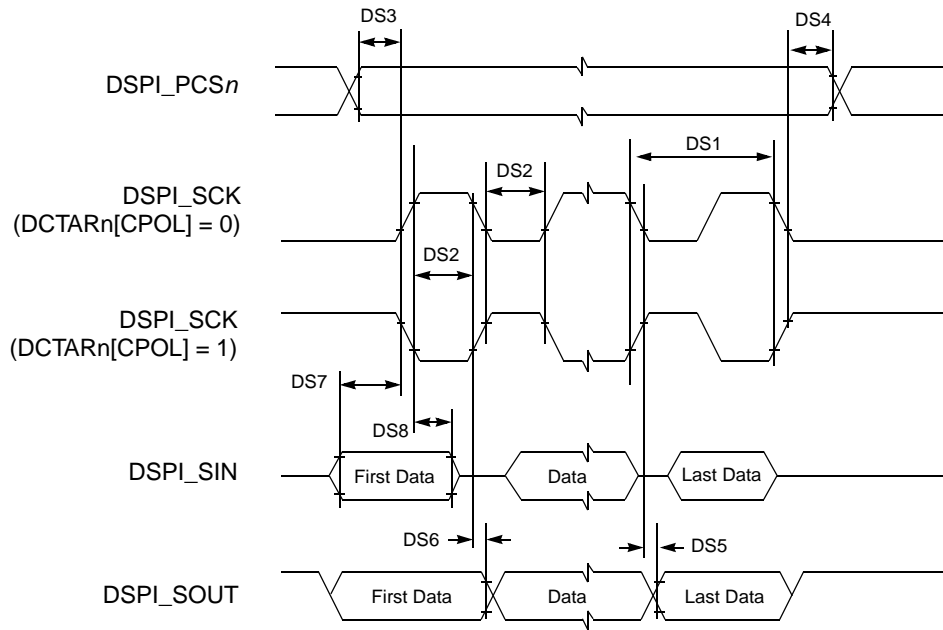 DS3
DS4
DSPI_PCSn
DS1
DS2
DSPI_SCK
(DCTARn[CPOL] = 0)
DS2
DSPI_SCK
(DCTARn[CPOL] = 1)
DS7
DS8
DSPI_SIN
First Data
Data
Last Data
DS6
DS5
DSPI_SOUT
First Data
Data
Last Data